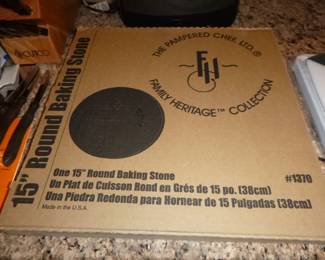 CUTCO
THE PAMPERED CHEF, LTD.®
FH
FAMILY HERITAGE™ COLLECTION
15" Round Baking Stone
One 15" Round Baking Stone
#1370
Un Plat de Cuisson Rond en Grés de 15 po. (38cm)
Una Piedra Redonda para Hornear de 15 Pulgadas (38cm)
Made in the U.S.A.